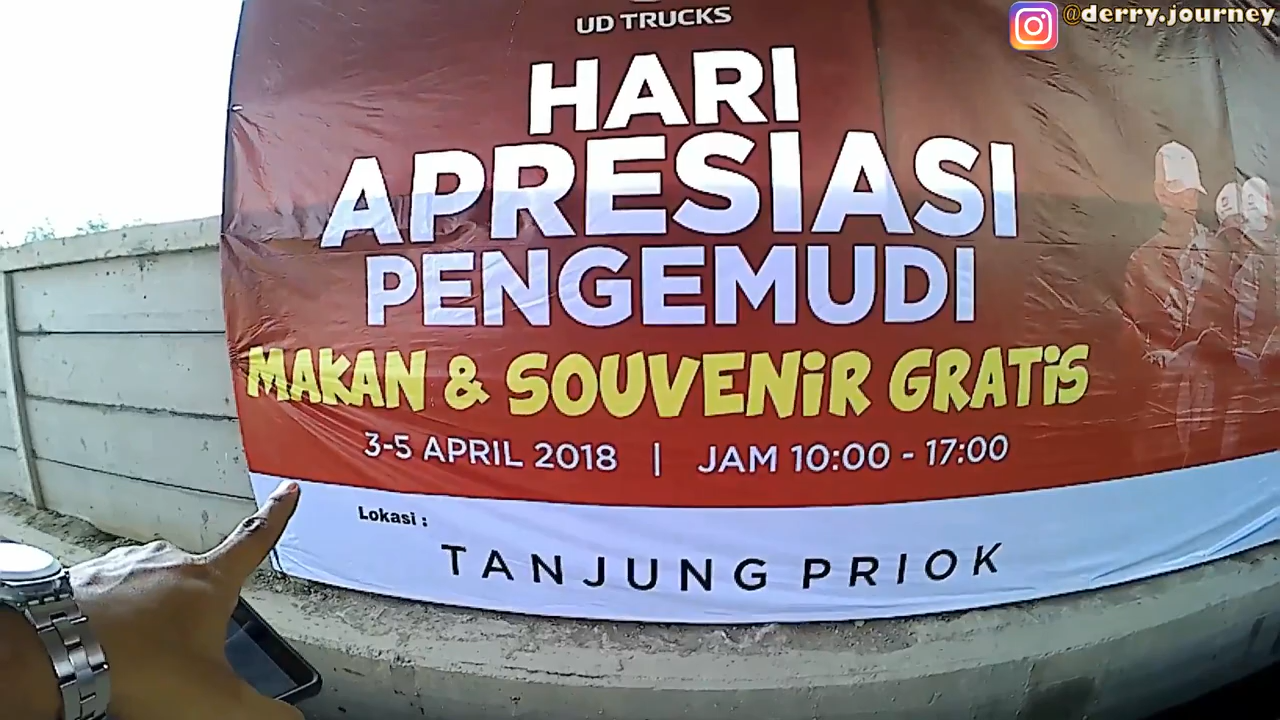 @derry.journey
UD TRUCKS
HARI
APRESIASI
PENGEMUDI
MAKAN & SOUVENiR GRATiS
3-5 APRIL 2018 | JAM 10:00 - 17:00
Lokasi :
TANJUNG PRIOK